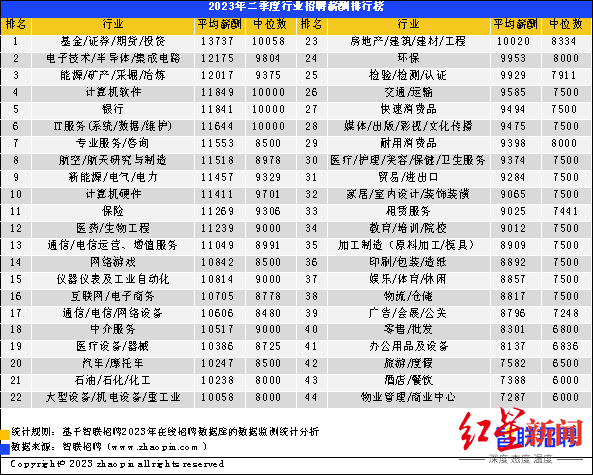 2023年二季度行业招聘薪酬排行榜
排名 行业 平均薪酬 中位数 排名 行业 平均薪酬 中位数
1 基金/证券/期货/投资 13737 10058 23 房地产/建筑/建材/工程 10020 8334
2 电子技术/半导体/集成电路 12175 9804 24 环保 9953 8000
3 能源/矿产/采掘/冶炼 12017 9375 25 检验/检测/认证 9929 7911
4 计算机软件 11849 10000 26 交通/运输 9585 7500
5 银行 11841 10000 27 快速消费品 9494 7500
6 IT服务(系统/数据/维护) 11644 10000 28 媒体/出版/影视/文化传播 9475 7500
7 专业服务/咨询 11553 8500 29 耐用消费品 9398 8000
8 航空/航天研究与制造 11518 8978 30 医疗/护理/美容/保健/卫生服务 9374 7500
9 新能源/电气/电力 11457 9329 31 贸易/进出口 9284 7500
10 计算机硬件 11411 9701 32 家居/室内设计/装饰装潢 9065 7500
11 保险 11269 9306 33 租赁服务 9025 7441
12 医药/生物工程 11239 9000 34 教育/培训/院校 9012 7500
13 通信/电信运营、增值服务 11049 8991 35 加工制造（原料加工/模具） 8909 7500
14 网络游戏 10842 8500 36 印刷/包装/造纸 8892 7500
15 仪器仪表及工业自动化 10814 9000 37 娱乐/体育/休闲 8857 7500
16 互联网/电子商务 10705 8778 38 物流/仓储 8817 7500
17 通信/电信/网络设备 10606 8480 39 广告/会展/公关 8796 7248
18 中介服务 10517 9000 40 零售/批发 8301 6800
19 医疗设备/器械 10386 8725 41 办公用品及设备 8137 6836
20 汽车/摩托车 10247 8500 42 旅游/度假 7582 6500
21 石油/石化/化工 10238 8000 43 酒店/餐饮 7388 6000
22 大型设备/机电设备/重工业 10058 8000 44 物业管理/商业中心 7287 6000
统计规则：基于智联招聘2023年在线招聘数据库的数据监测统计分析
数据来源：智联招聘（www.zhaopin.com）
Copyright© 2023 zhaopin all rights reserved
智联招聘
红星新闻
深度 态度 温度